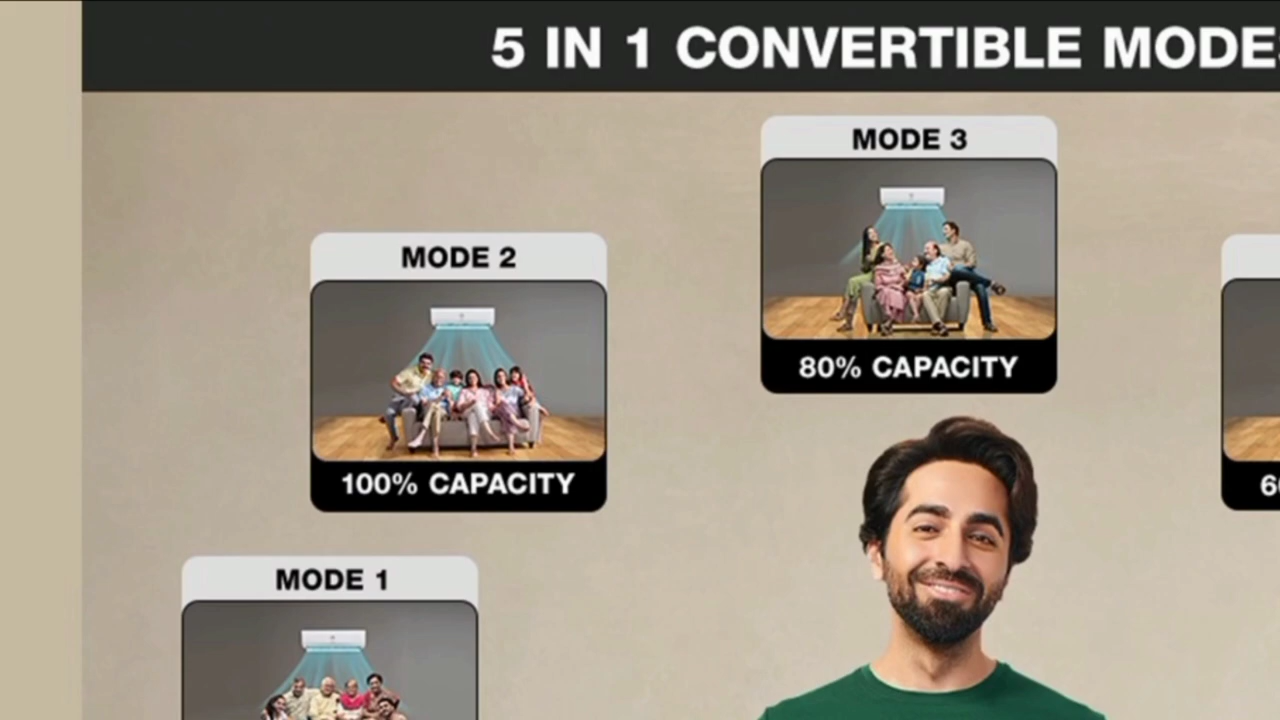 5 IN 1 CONVERTIBLE MODE
MODE 3
80% CAPACITY
MODE 2
100% CAPACITY
MODE 1